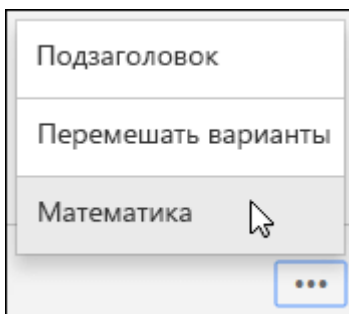 Подзаголовок
Перемешать варианты
Математика